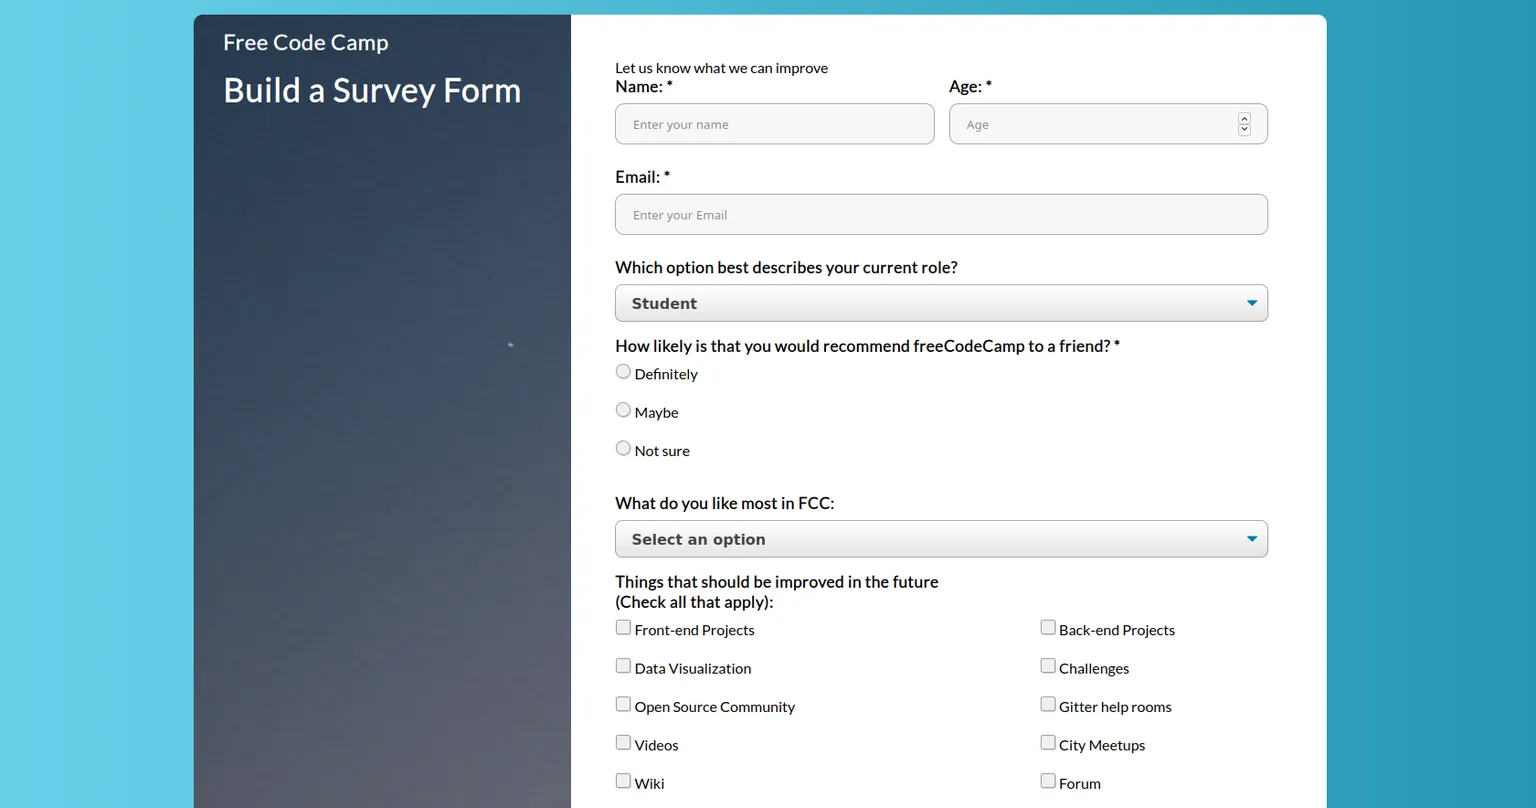 Free Code Camp
Build a Survey Form
Let us know what we can improve
Name: *
Age: *
Enter your name
Age
Email: *
Enter your Email
Which option best describes your current role?
Student
How likely is that you would recommend freeCodeCamp to a friend? *
Definitely
Maybe
Not sure
What do you like most in FCC:
Select an option
Things that should be improved in the future
(Check all that apply):
Front-end Projects
Back-end Projects
Data Visualization
Challenges
Open Source Community
Gitter help rooms
Videos
City Meetups
Wiki
Forum